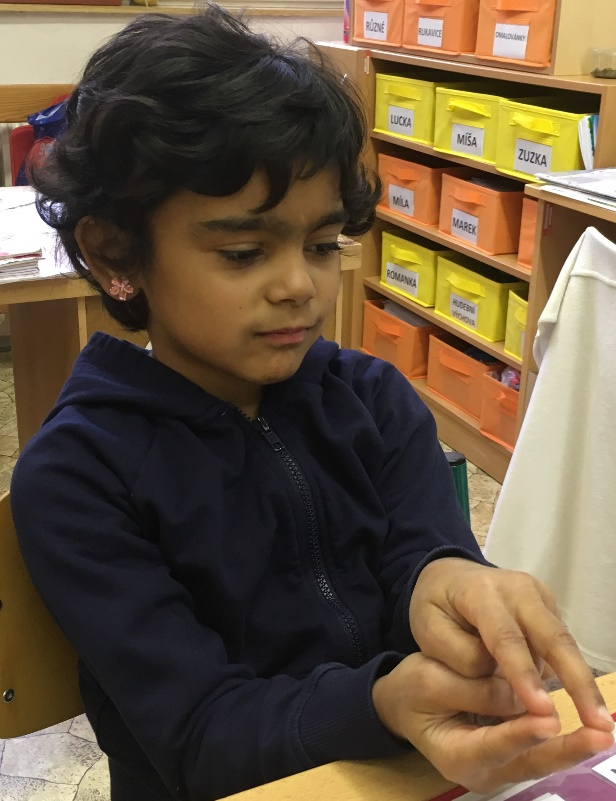 RŮZNÉ
RUKAVICE
OMALOVÁNKY
LUCKA
MÍŠA
ZUZKA
MÍLA
MAREK
ROMANKA
HUDEBNÍ
VÝCHOVA